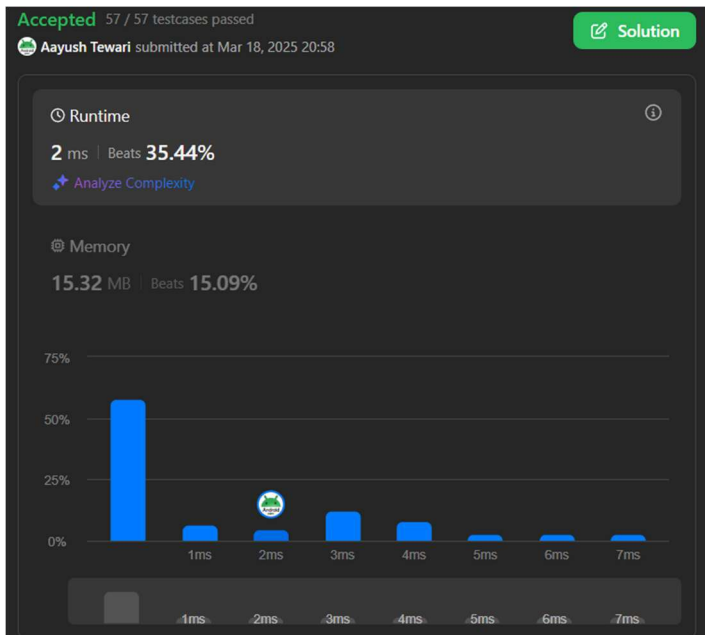 Accepted 57 / 57 testcases passed
Solution
Aayush Tewari submitted at Mar 18, 2025 20:58
Runtime
2 ms | Beats 35.44%
Analyze Complexity
Memory
15.32 MB | Beats 15.09%
75%
50%
25%
Android
0%
1ms 2ms 3ms 4ms 5ms 6ms 7ms
1ms 2ms 3ms 4ms 5ms 6ms 7ms